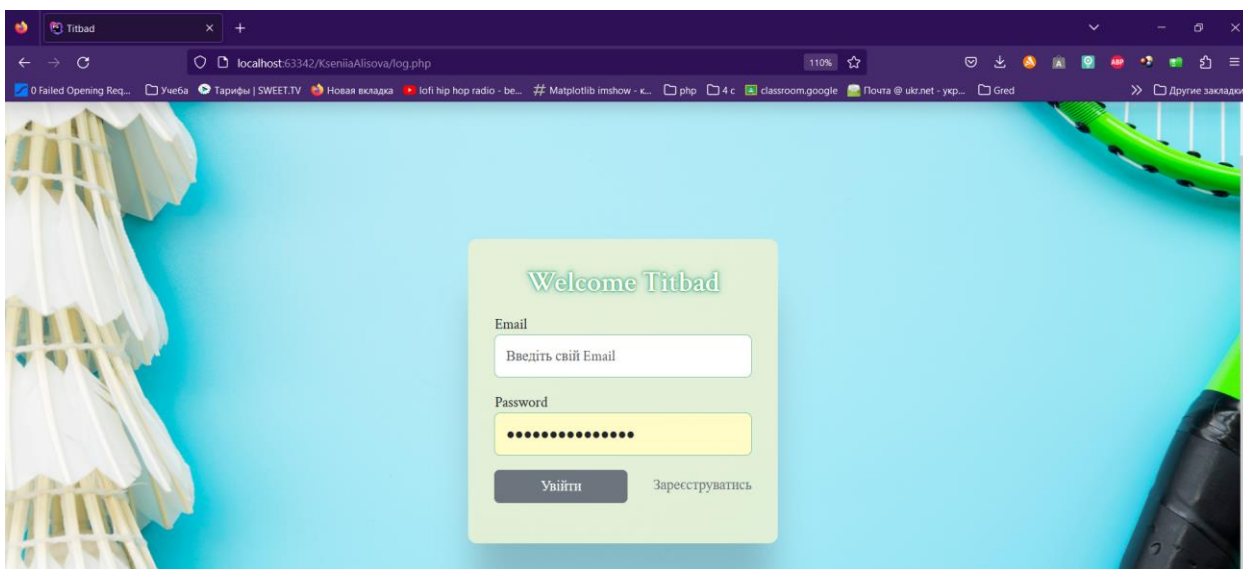 Titbad
localhost:63342/KseniiaAlisova/log.php 110%
0 Failed Opening Req... Учеба Тарифы | SWEET.TV Новая вкладка lofi hip hop radio - be... Matplotlib imshow - к... php 4 с classroom.google Почта @ ukr.net - укр... Gred Другие закладки
Welcome Titbad
Email
Введіть свій Email
Password
Увійти Зареєструватись